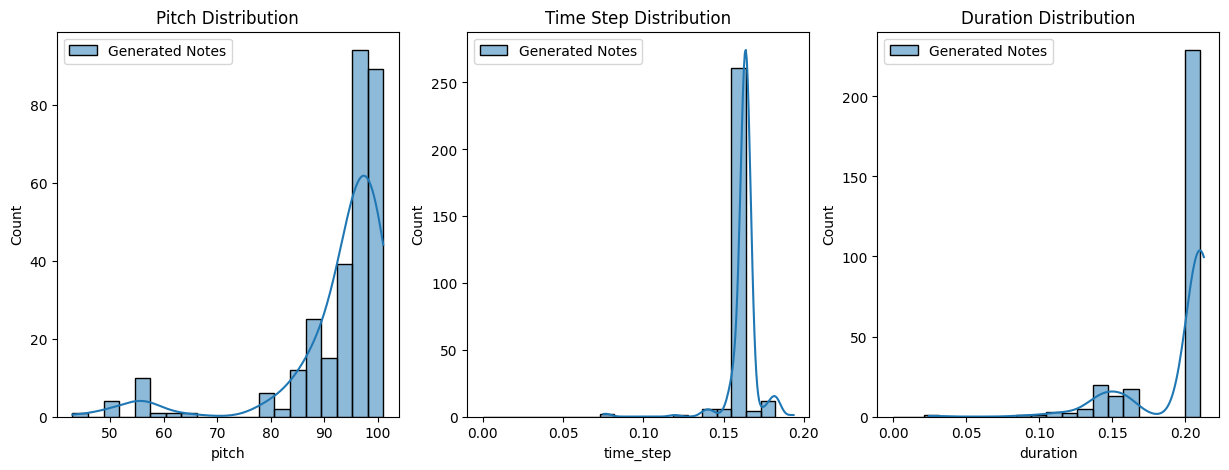 Pitch Distribution
Generated Notes
Count
80
60
40
20
0
50
60
70
80
90
100
pitch
Time Step Distribution
Generated Notes
Count
250
200
150
100
50
0
0.00
0.05
0.10
0.15
0.20
time_step
Duration Distribution
Generated Notes
Count
200
150
100
50
0
0.00
0.05
0.10
0.15
0.20
duration